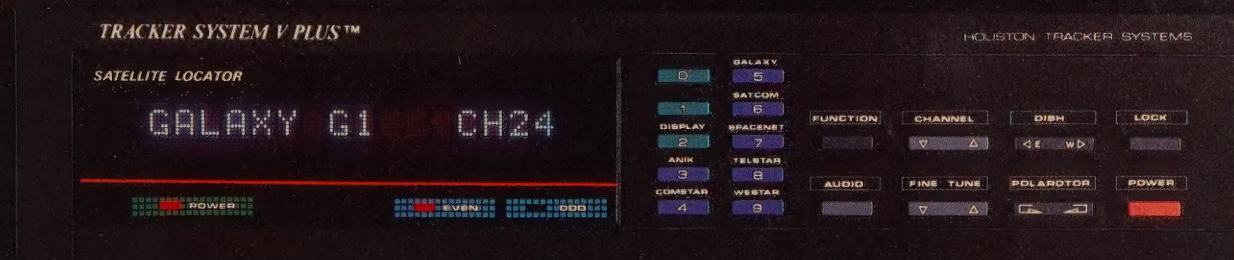 TRACKER SYSTEM V PLUS™
HOUSTON TRACKER SYSTEMS
SATELLITE LOCATOR
GALAXY G1 CH24
POWER
EVEN
ODD
0
GALAXY
5
1
SATCOM
6
DISPLAY
2
SPACENET
7
ANIK
3
TELSTAR
8
COMSTAR
4
WESTAR
9
FUNCTION
CHANNEL
▽ △
DISH
◁ E W ▷
LOCK
AUDIO
FINE TUNE
▽ △
POLAROTOR
POWER